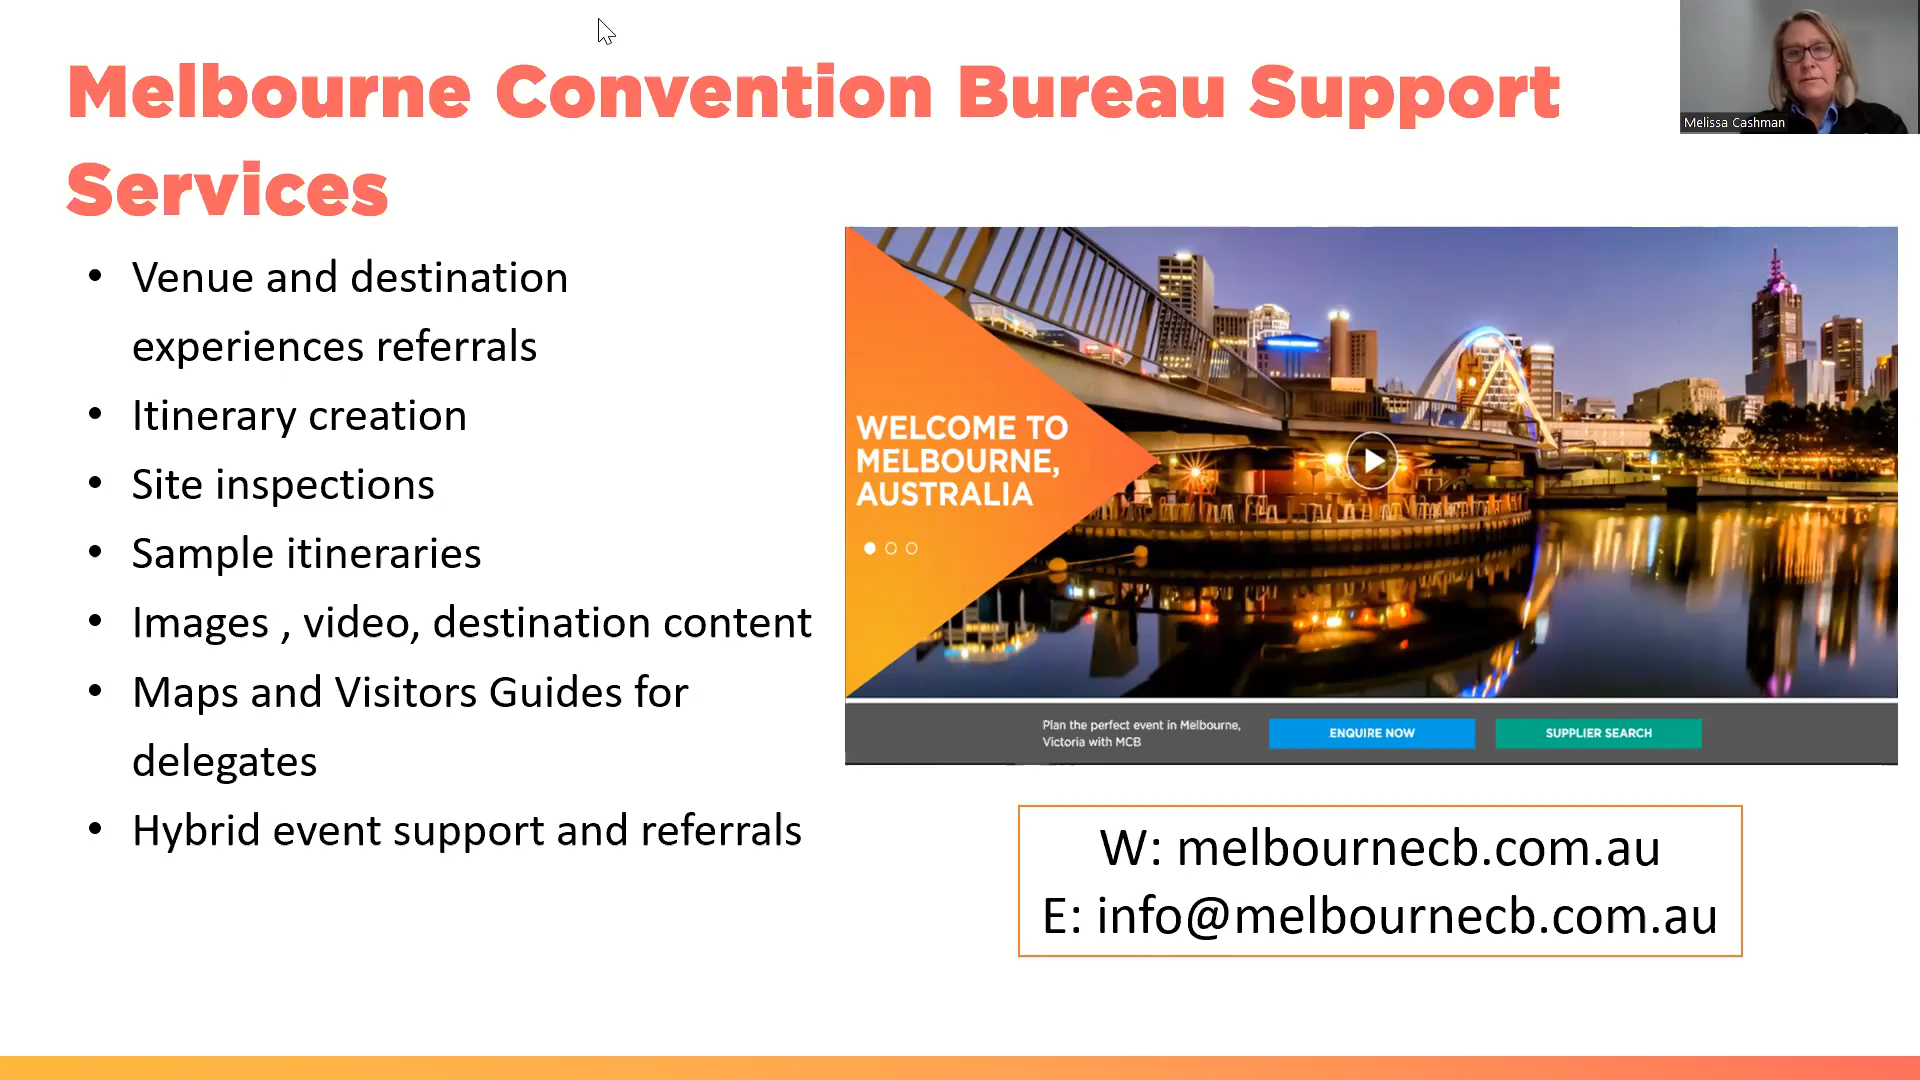 Melbourne Convention Bureau Support
Services
Melissa Cashman
• Venue and destination
experiences referrals
• Itinerary creation
• Site inspections
• Sample itineraries
• Images , video, destination content
• Maps and Visitors Guides for
delegates
• Hybrid event support and referrals
WELCOME TO
MELBOURNE,
AUSTRALIA
Plan the perfect event in Melbourne,
Victoria with MCB
ENQUIRE NOW
SUPPLIER SEARCH
W: melbournecb.com.au
E: info@melbournecb.com.au